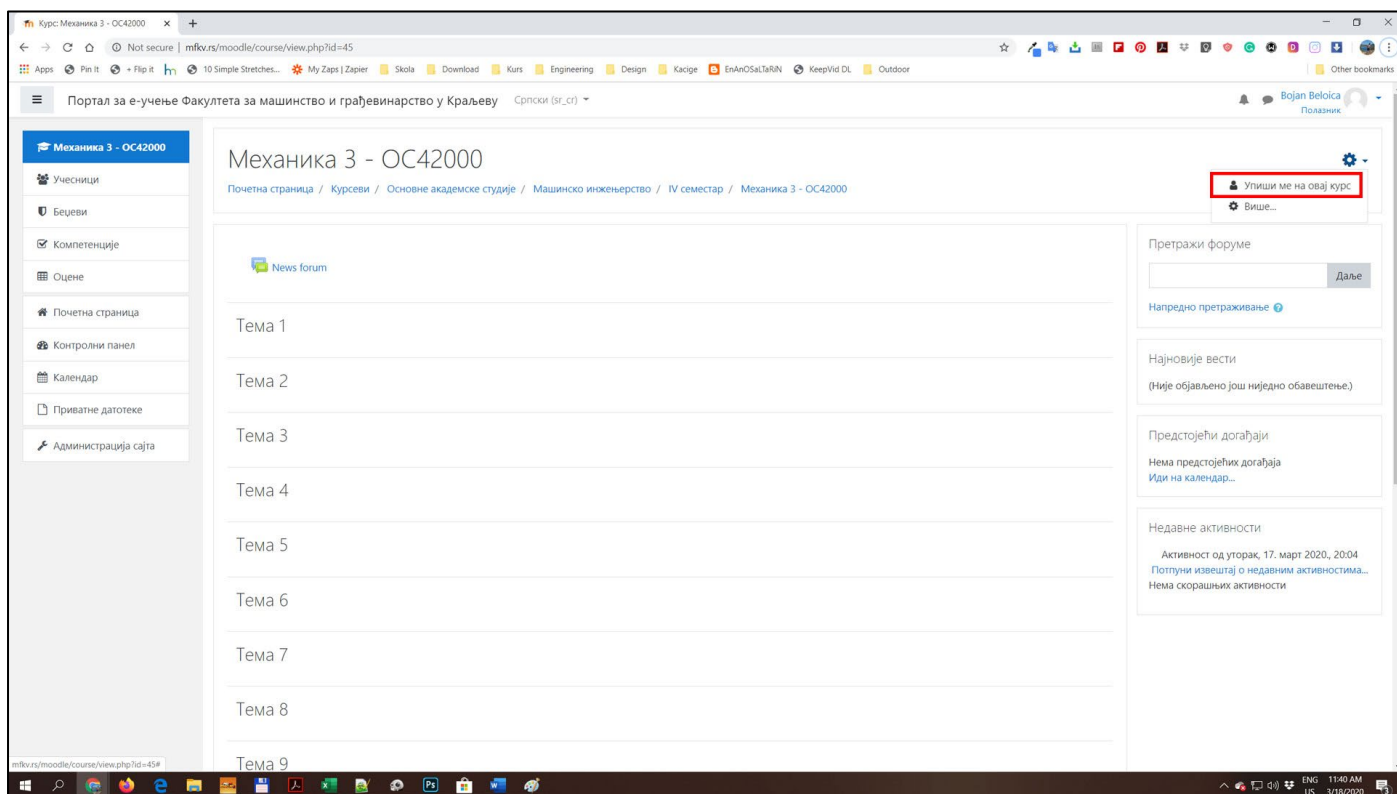 Курс: Механика 3 - ОС42000
Not secure | mfkv.rs/moodle/course/view.php?id=45
Apps Pin It + Flip it 10 Simple Stretches... My Zaps | Zapier Skola Download Kurs Engineering Design Kacige EnAnOSaLTaRiN KeepVid DL Outdoor Other bookmarks
Портал за е-учење Факултета за машинство и грађевинарство у Краљеву Српски (sr_cr) Bojan Beloica
Полазник
Механика 3 - ОС42000
Учесници
Беџеви
Компетенције
Оцене
Почетна страница
Контролни панел
Календар
Приватне датотеке
Администрација сајта
Механика 3 - ОС42000
Почетна страница / Курсеви / Основне академске студије / Машинско инжењерство / IV семестар / Механика 3 - ОС42000
Упиши ме на овај курс
Више...
News forum
Тема 1
Тема 2
Тема 3
Тема 4
Тема 5
Тема 6
Тема 7
Тема 8
Тема 9
Претражи форуме
Даље
Напредно претраживање
Најновије вести
(Није објављено још ниједно обавештење.)
Предстојећи догађаји
Нема предстојећих догађаја
Иди на календар...
Недавне активности
Активност од уторак, 17. март 2020., 20:04
Потпуни извештај о недавним активностима...
Нема скорашњих активности
mfkv.rs/moodle/course/view.php?id=45#
ENG 11:40 AM
US 3/18/2020